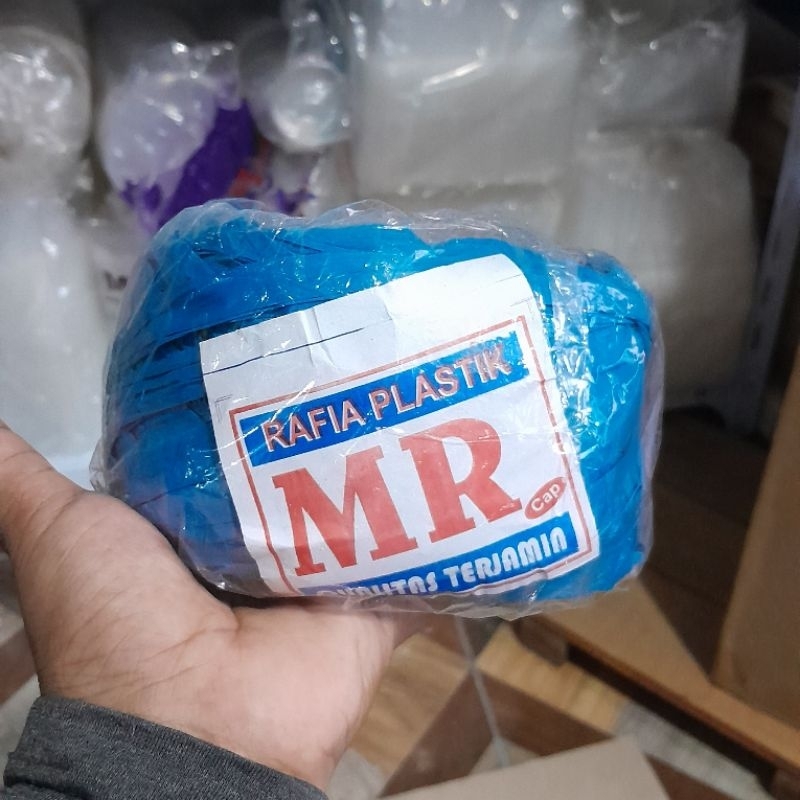 RAFIA PLASTIK
MR
Cap
KUALITAS TERJAMIN